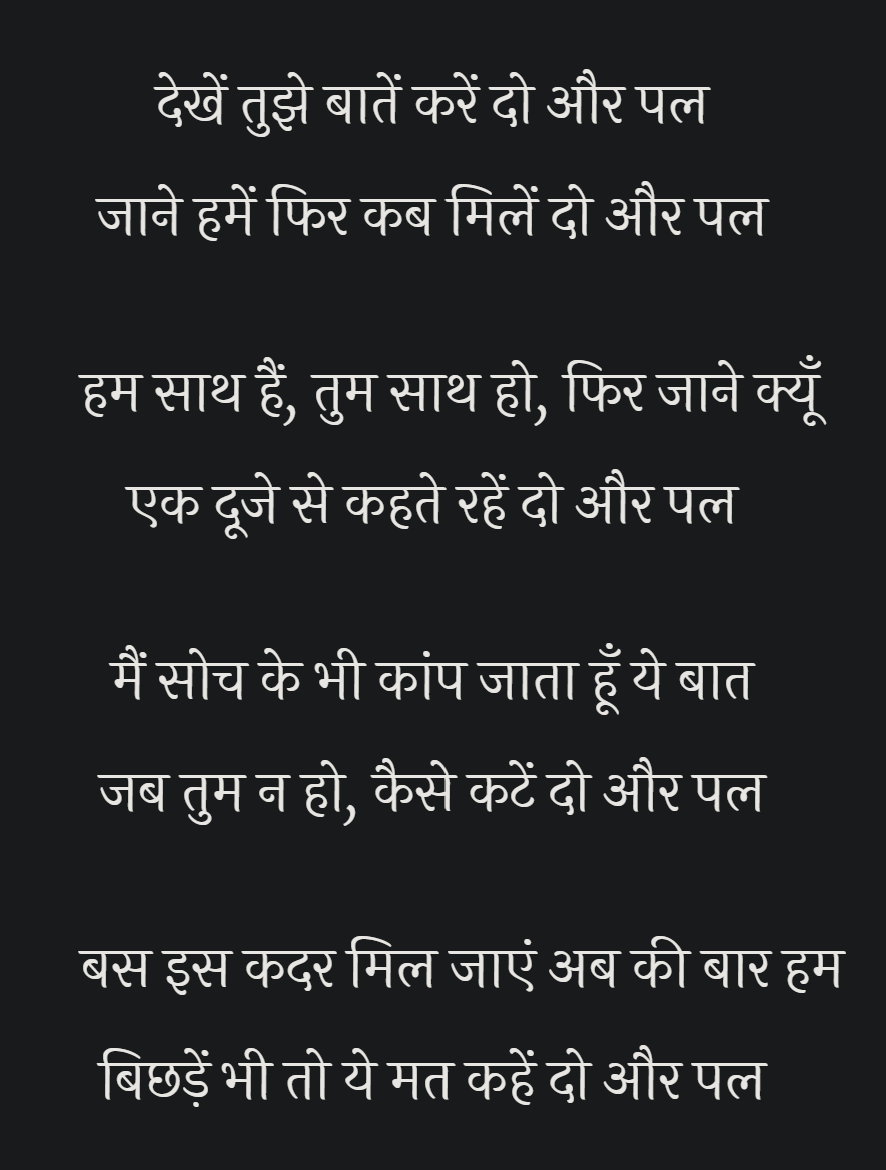 देखें तुझे बातें करें दो और पल
जाने हमें फिर कब मिलें दो और पल
हम साथ हैं, तुम साथ हो, फिर जाने क्यूँ
एक दूजे से कहते रहें दो और पल
मैं सोच के भी कांप जाता हूँ ये बात
जब तुम न हो, कैसे कटें दो और पल
बस इस कदर मिल जाएं अब की बार हम
बिछड़ें भी तो ये मत कहें दो और पल